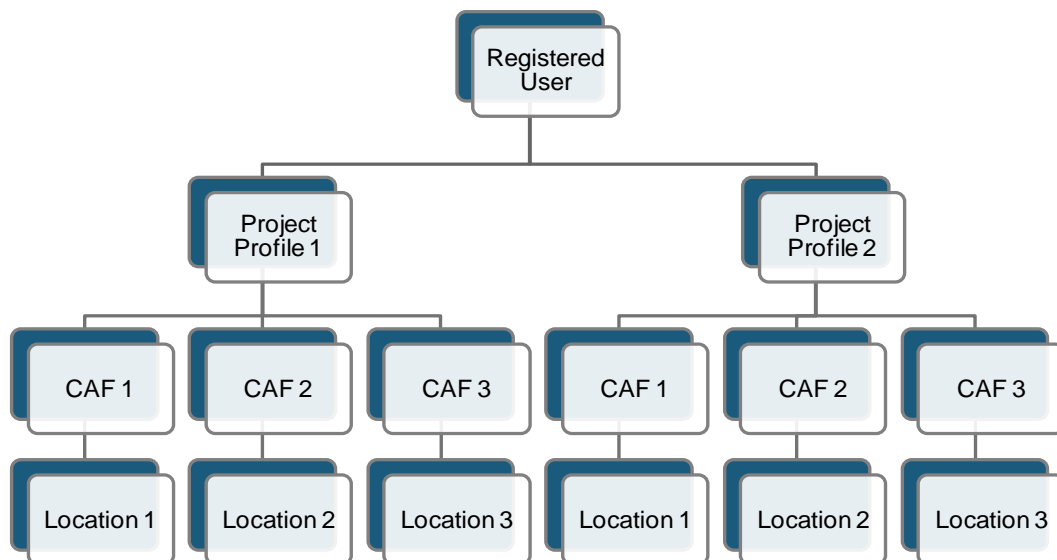 Registered
User
Project
Profile 1
Project
Profile 2
CAF 1
CAF 2
CAF 3
CAF 1
CAF 2
CAF 3
Location 1
Location 2
Location 3
Location 1
Location 2
Location 3